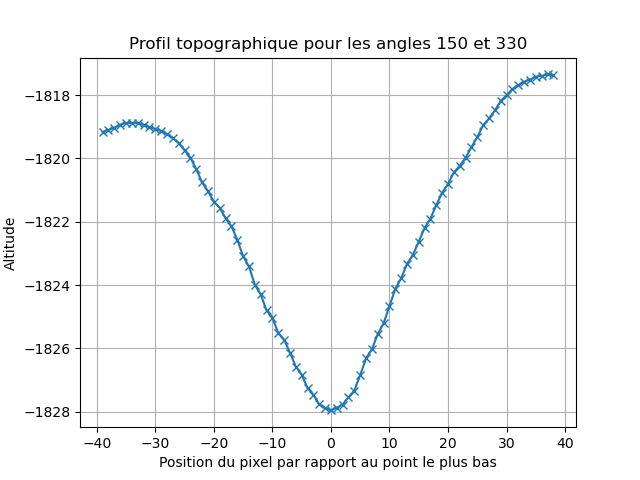 Profil topographique pour les angles 150 et 330
Altitude
−1818
−1820
−1822
−1824
−1826
−1828
−40 −30 −20 −10 0 10 20 30 40
Position du pixel par rapport au point le plus bas